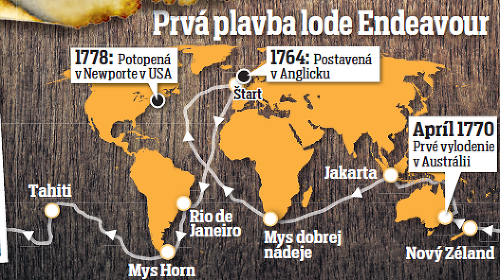 Prvá plavba lode Endeavour
1778: Potopená
v Newporte v USA
1764: Postavená
v Anglicku
Štart
Apríl 1770
Prvé vylodenie
v Austrálii
Jakarta
Tahiti
Rio de
Janeiro
Mys dobrej
nádeje
Nový Zéland
Mys Horn